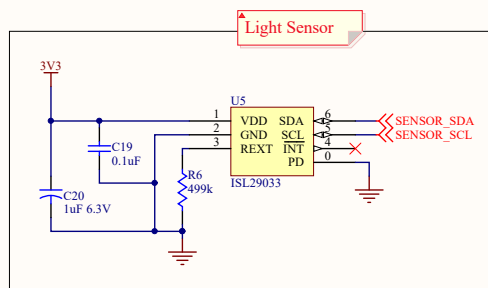 Light Sensor
3V3
U5
1 VDD SDA 6 SENSOR_SDA
2 GND SCL 5 SENSOR_SCL
3 REXT INT 4
PD 0
ISL29033
C19
0.1uF
R6
499k
C20
1uF 6.3V